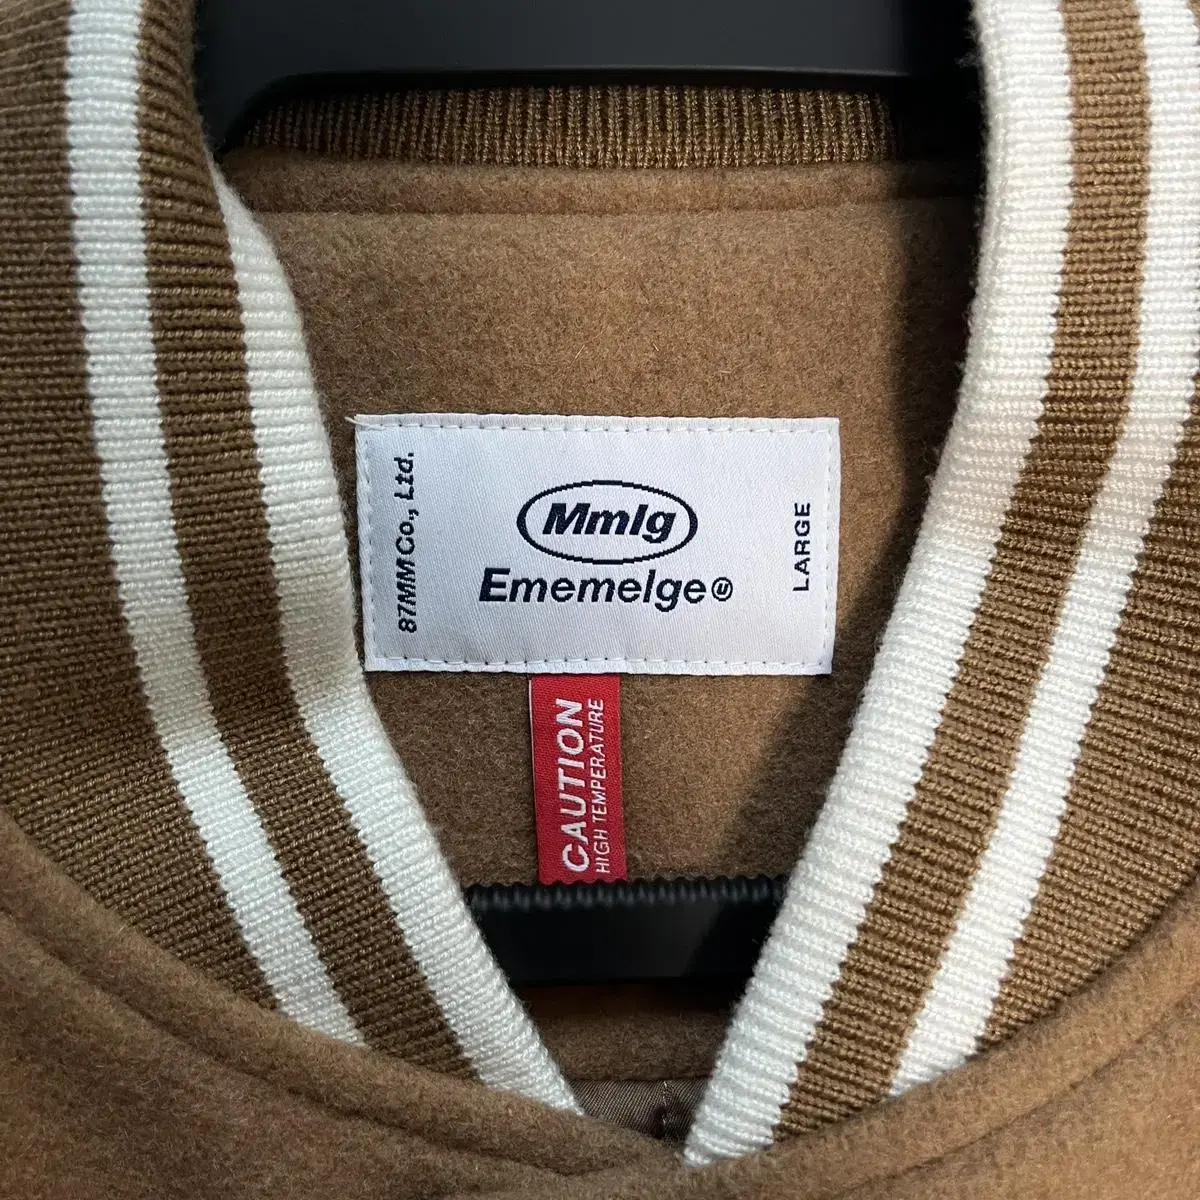 87MM Co., Ltd.
Mmlg
Ememelge
LARGE
CAUTION
HIGH TEMPERATURE